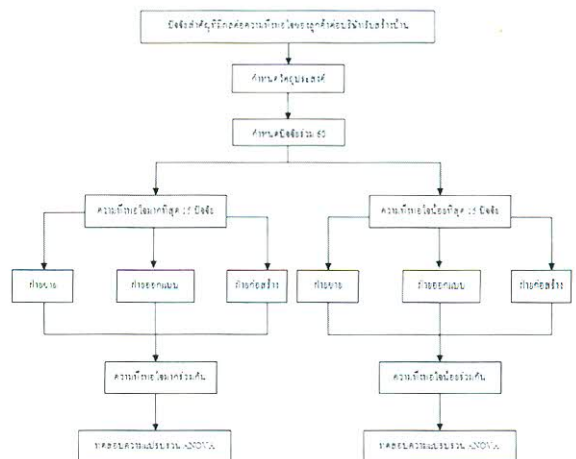 ปัจจัยสำคัญที่มีผลต่อความพึงพอใจของลูกค้าต่อบริษัทรับสร้างบ้าน
กำหนดวัตถุประสงค์
กำหนดปัจจัยร่วม 60
ความพึงพอใจมากที่สุด 15 ปัจจัย
ความพึงพอใจน้อยที่สุด 15 ปัจจัย
ฝ่ายขาย
ฝ่ายออกแบบ
ฝ่ายก่อสร้าง
ฝ่ายขาย
ฝ่ายออกแบบ
ฝ่ายก่อสร้าง
ความพึงพอใจมากร่วมกัน
ความพึงพอใจน้อยร่วมกัน
ทดสอบความแปรปรวน ANOVA
ทดสอบความแปรปรวน ANOVA